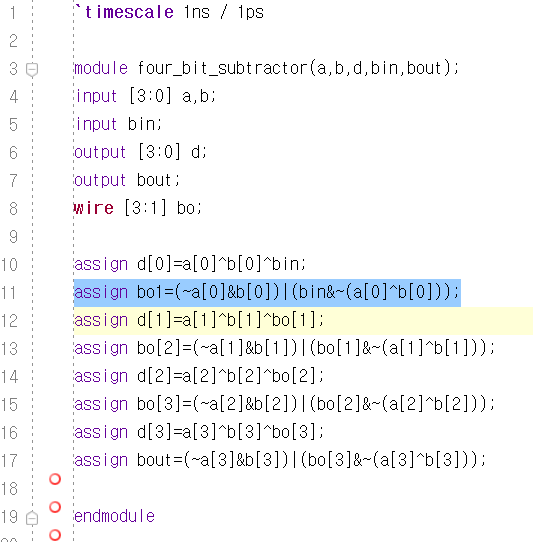 1 `timescale 1ns / 1ps
2
3 module four_bit_subtractor(a,b,d,bin,bout);
4 input [3:0] a,b;
5 input bin;
6 output [3:0] d;
7 output bout;
8 wire [3:1] bo;
9
10 assign d[0]=a[0]^b[0]^bin;
11 assign bo1=(~a[0]&b[0])|(bin&~(a[0]^b[0]));
12 assign d[1]=a[1]^b[1]^bo[1];
13 assign bo[2]=(~a[1]&b[1])|(bo[1]&~(a[1]^b[1]));
14 assign d[2]=a[2]^b[2]^bo[2];
15 assign bo[3]=(~a[2]&b[2])|(bo[2]&~(a[2]^b[2]));
16 assign d[3]=a[3]^b[3]^bo[3];
17 assign bout=(~a[3]&b[3])|(bo[3]&~(a[3]^b[3]));
18
19 endmodule